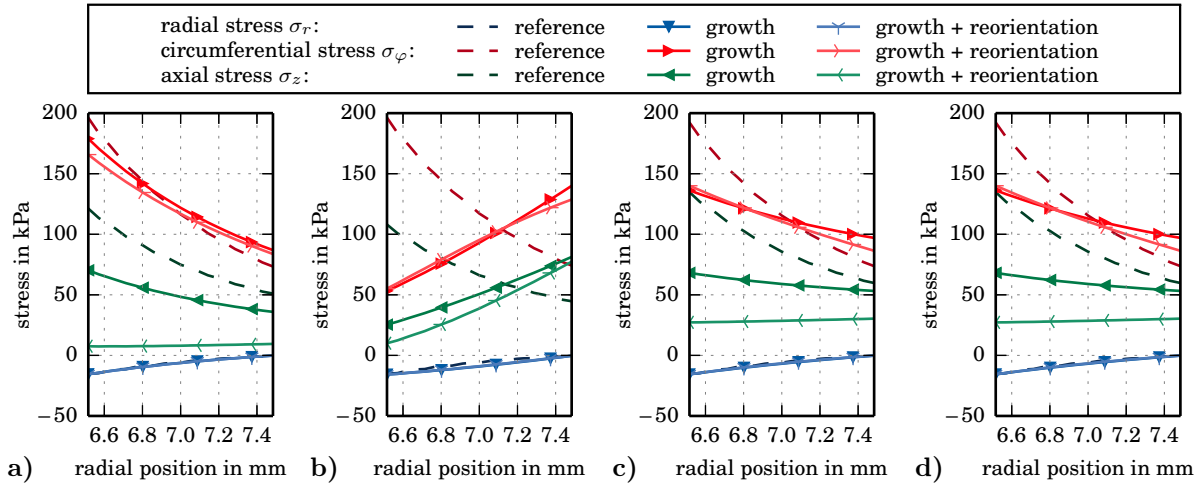 radial stress σr: reference growth growth + reorientation
circumferential stress σφ: reference growth growth + reorientation
axial stress σz: reference growth growth + reorientation
200
150
100
50
0
−50
stress in kPa
6.6 6.8 7.0 7.2 7.4
a) radial position in mm
200
150
100
50
0
−50
stress in kPa
6.6 6.8 7.0 7.2 7.4
b) radial position in mm
200
150
100
50
0
−50
stress in kPa
6.6 6.8 7.0 7.2 7.4
c) radial position in mm
200
150
100
50
0
−50
stress in kPa
6.6 6.8 7.0 7.2 7.4
d) radial position in mm